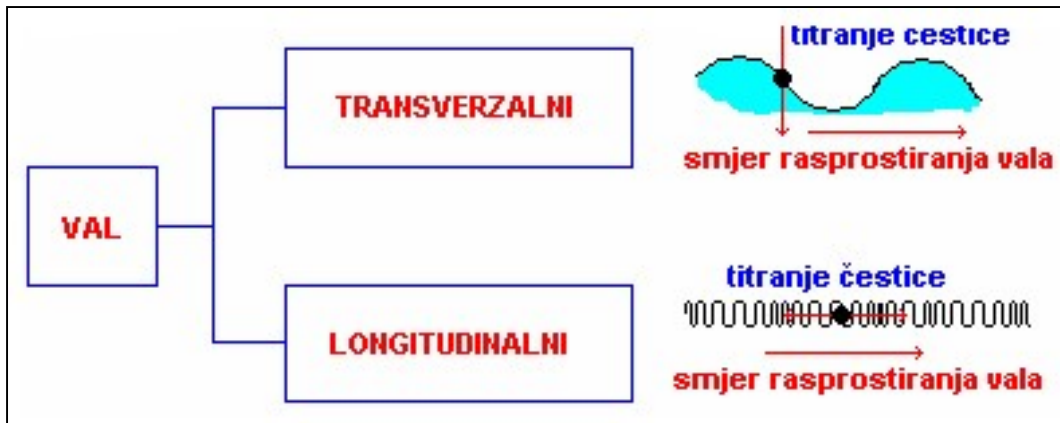 VAL
TRANSVERZALNI
titranje cestice
smjer rasprostiranja vala
LONGITUDINALNI
titranje čestice
smjer rasprostiranja vala